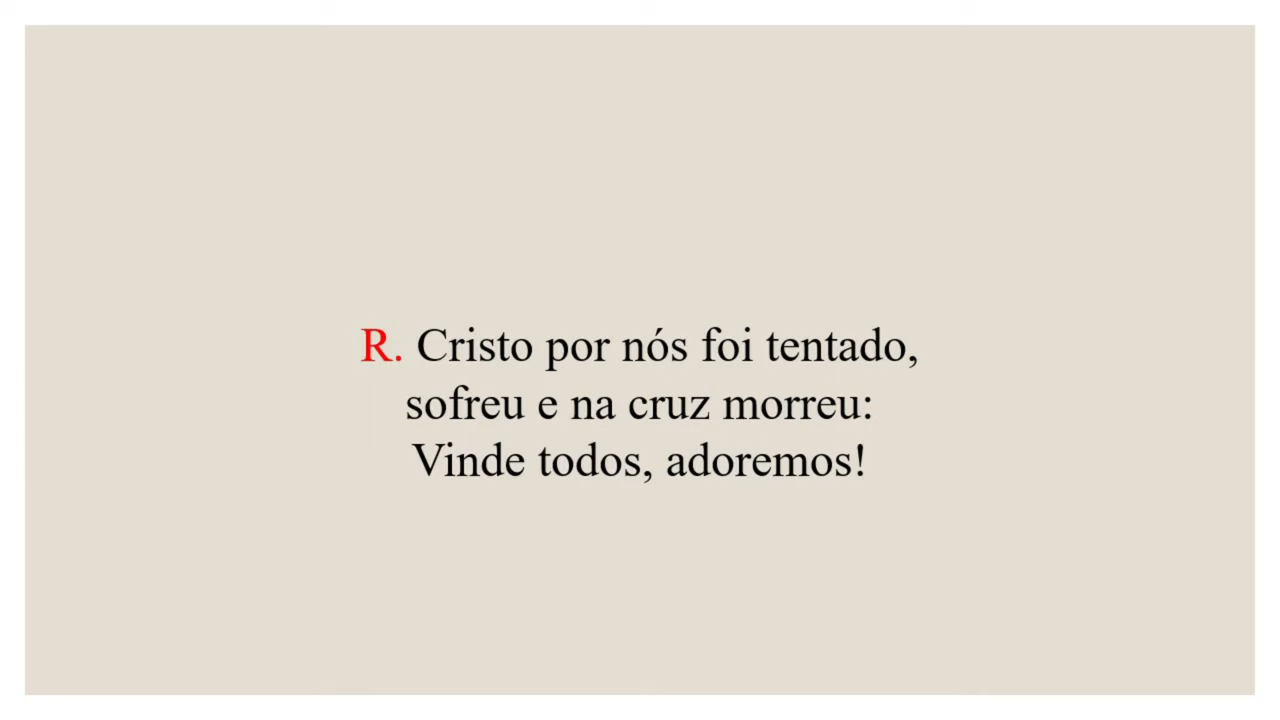 R. Cristo por nós foi tentado,
sofreu e na cruz morreu:
Vinde todos, adoremos!